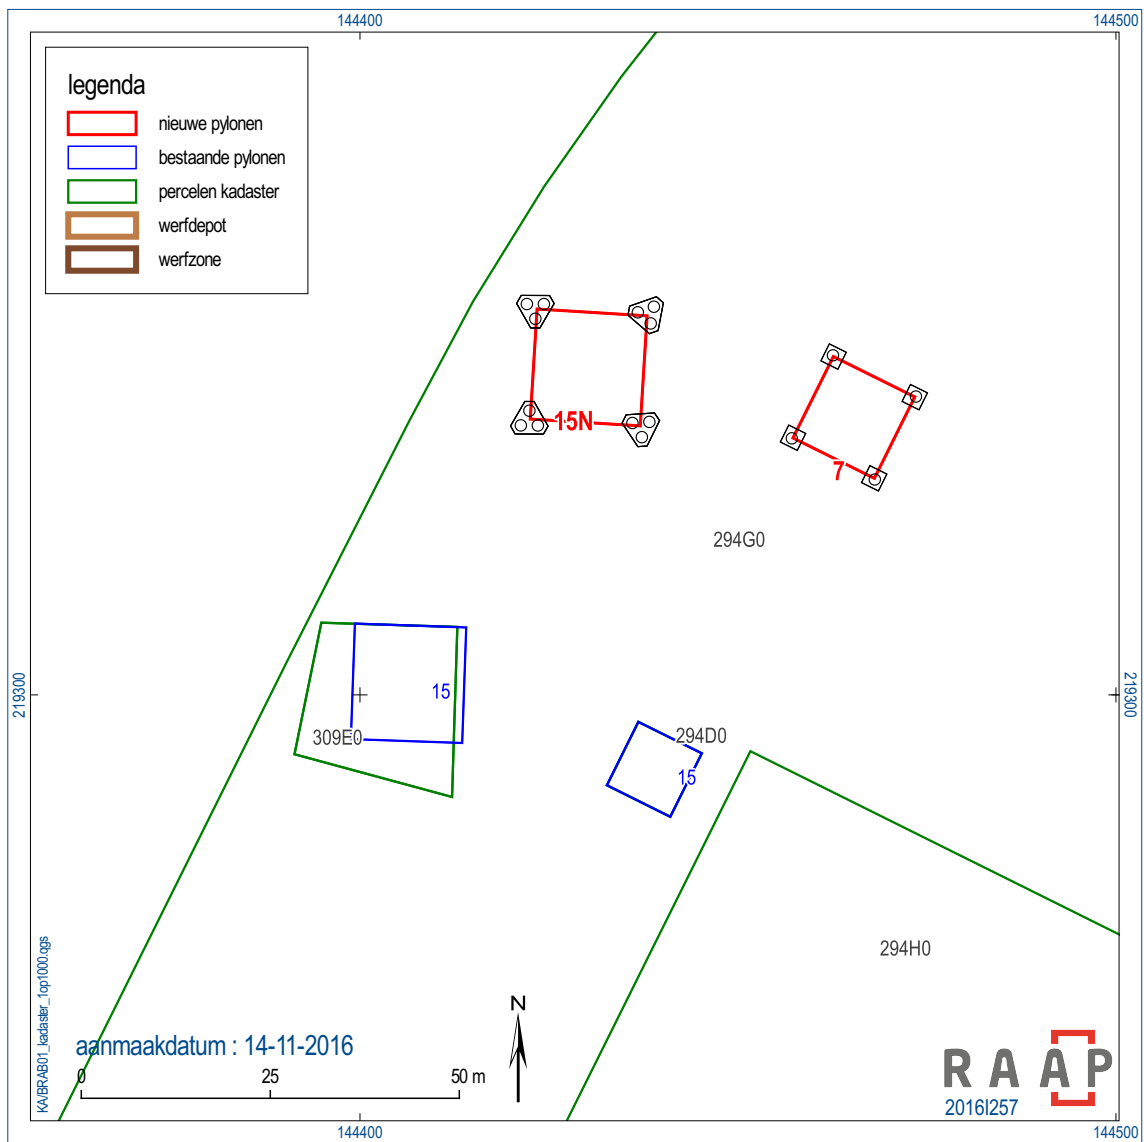 144400
144500
legenda
nieuwe pylonen
bestaande pylonen
percelen kadaster
werfdepot
werfzone
15N
7
294G0
219300
219300
15
309E0
294D0
15
294H0
KA/BRAB01_kadaster_1op1000.qgs
N
aanmaakdatum : 14-11-2016
0 25 50 m
RAAP
2016I257
144400
144500